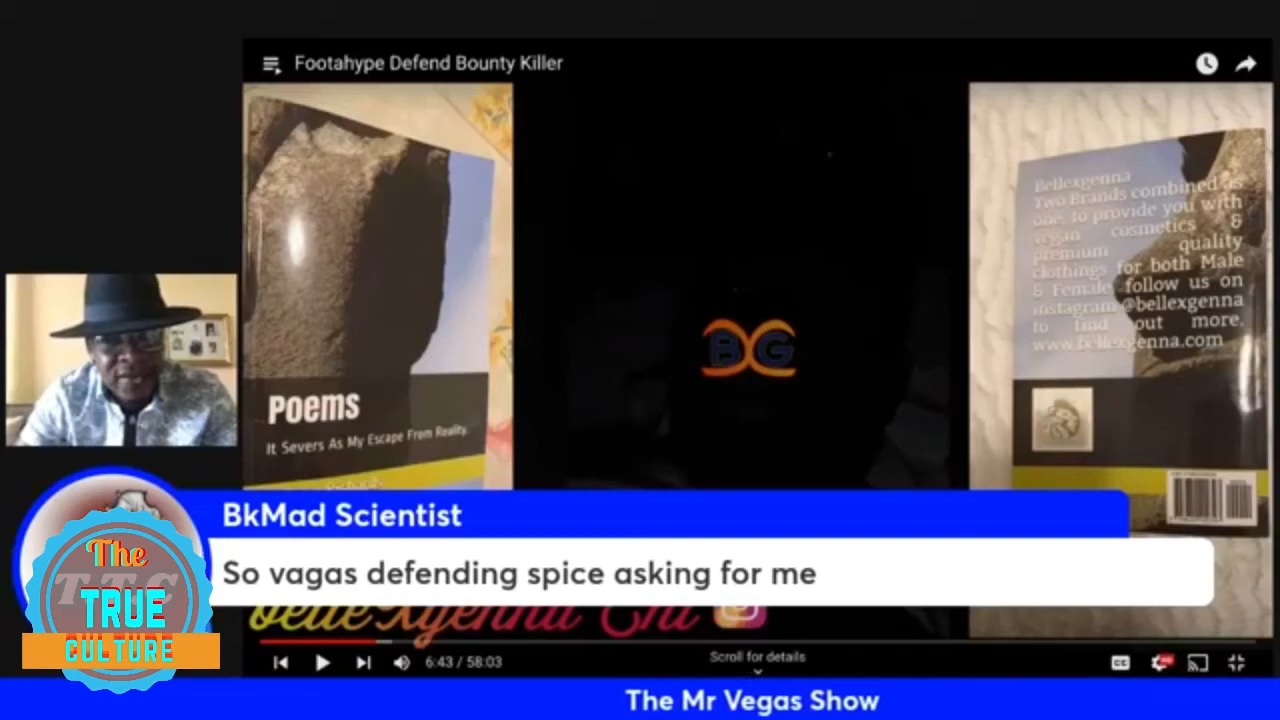 Footahype Defend Bounty Killer
Poems
It Severs As My Escape From Reality.
BG
Bellexgenna
Two Brands combined as
one, to provide you with
vegan cosmetics &
premium quality
clothings for both Male
& Female, follow us on
instagram @bellexgenna
to find out more.
www.bellexgenna.com
BkMad Scientist
So vagas defending spice asking for me
The
T.T.C
TRUE
CULTURE
6:43 / 58:03
Scroll for details
CC
The Mr Vegas Show